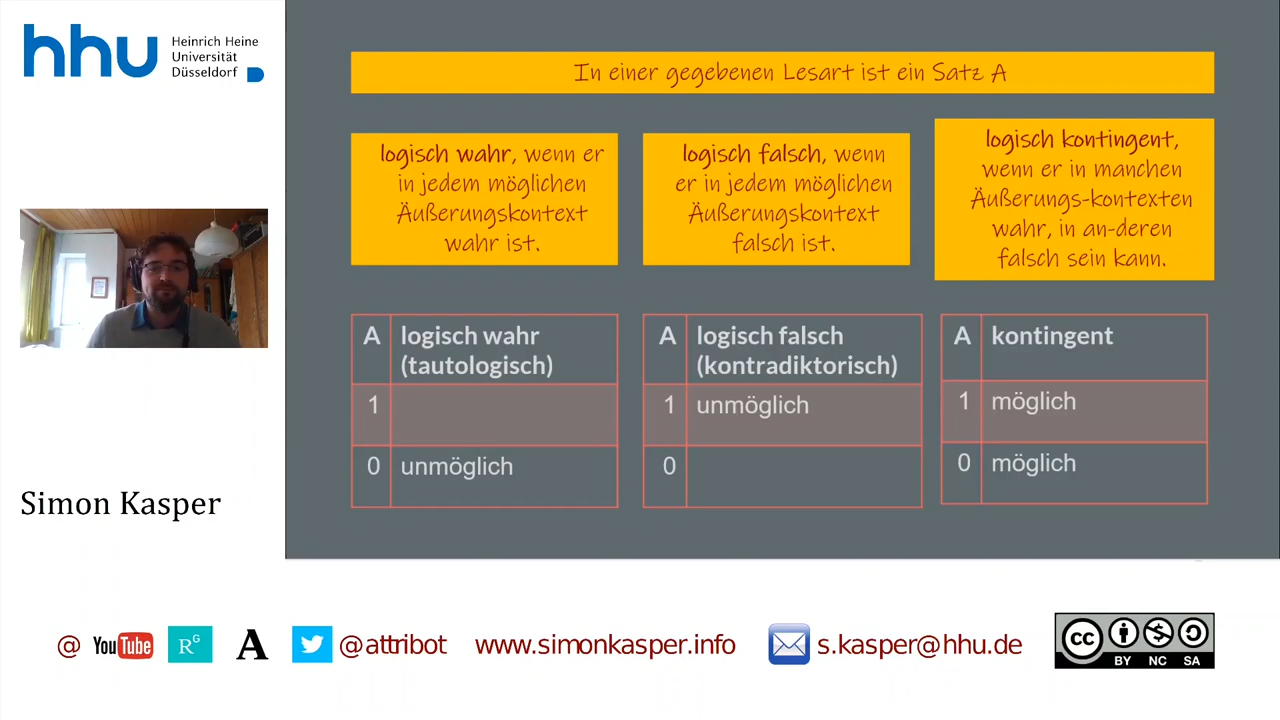 hhu
Heinrich Heine
Universität
Düsseldorf
In einer gegebenen Lesart ist ein Satz A
logisch wahr, wenn er
in jedem möglichen
Äußerungskontext
wahr ist.
logisch falsch, wenn
er in jedem möglichen
Äußerungskontext
falsch ist.
logisch kontingent,
wenn er in manchen
Äußerungs-kontexten
wahr, in an-deren
falsch sein kann.
A logisch wahr
(tautologisch)
1
0 unmöglich
A logisch falsch
(kontradiktorisch)
1 unmöglich
0
A kontingent
1 möglich
0 möglich
Simon Kasper
@ YouTube RG A @attribot www.simonkasper.info s.kasper@hhu.de
cc
BY NC SA